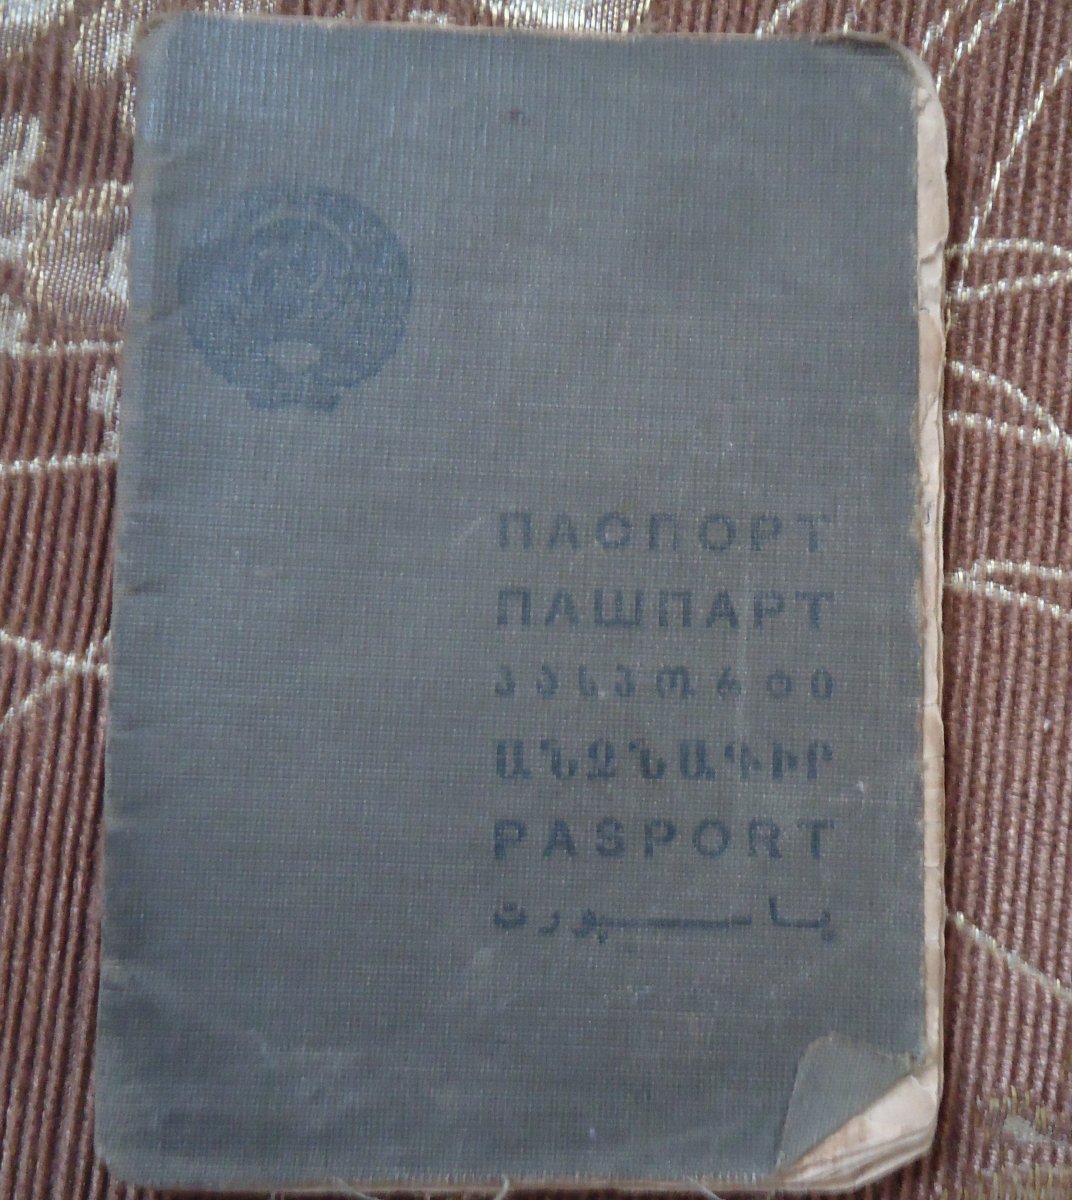 ПАСПОРТ
ПАШПАРТ
პასპორტი
ԱՆՁՆԱԳԻՐ
PASPORT
پاسپورت